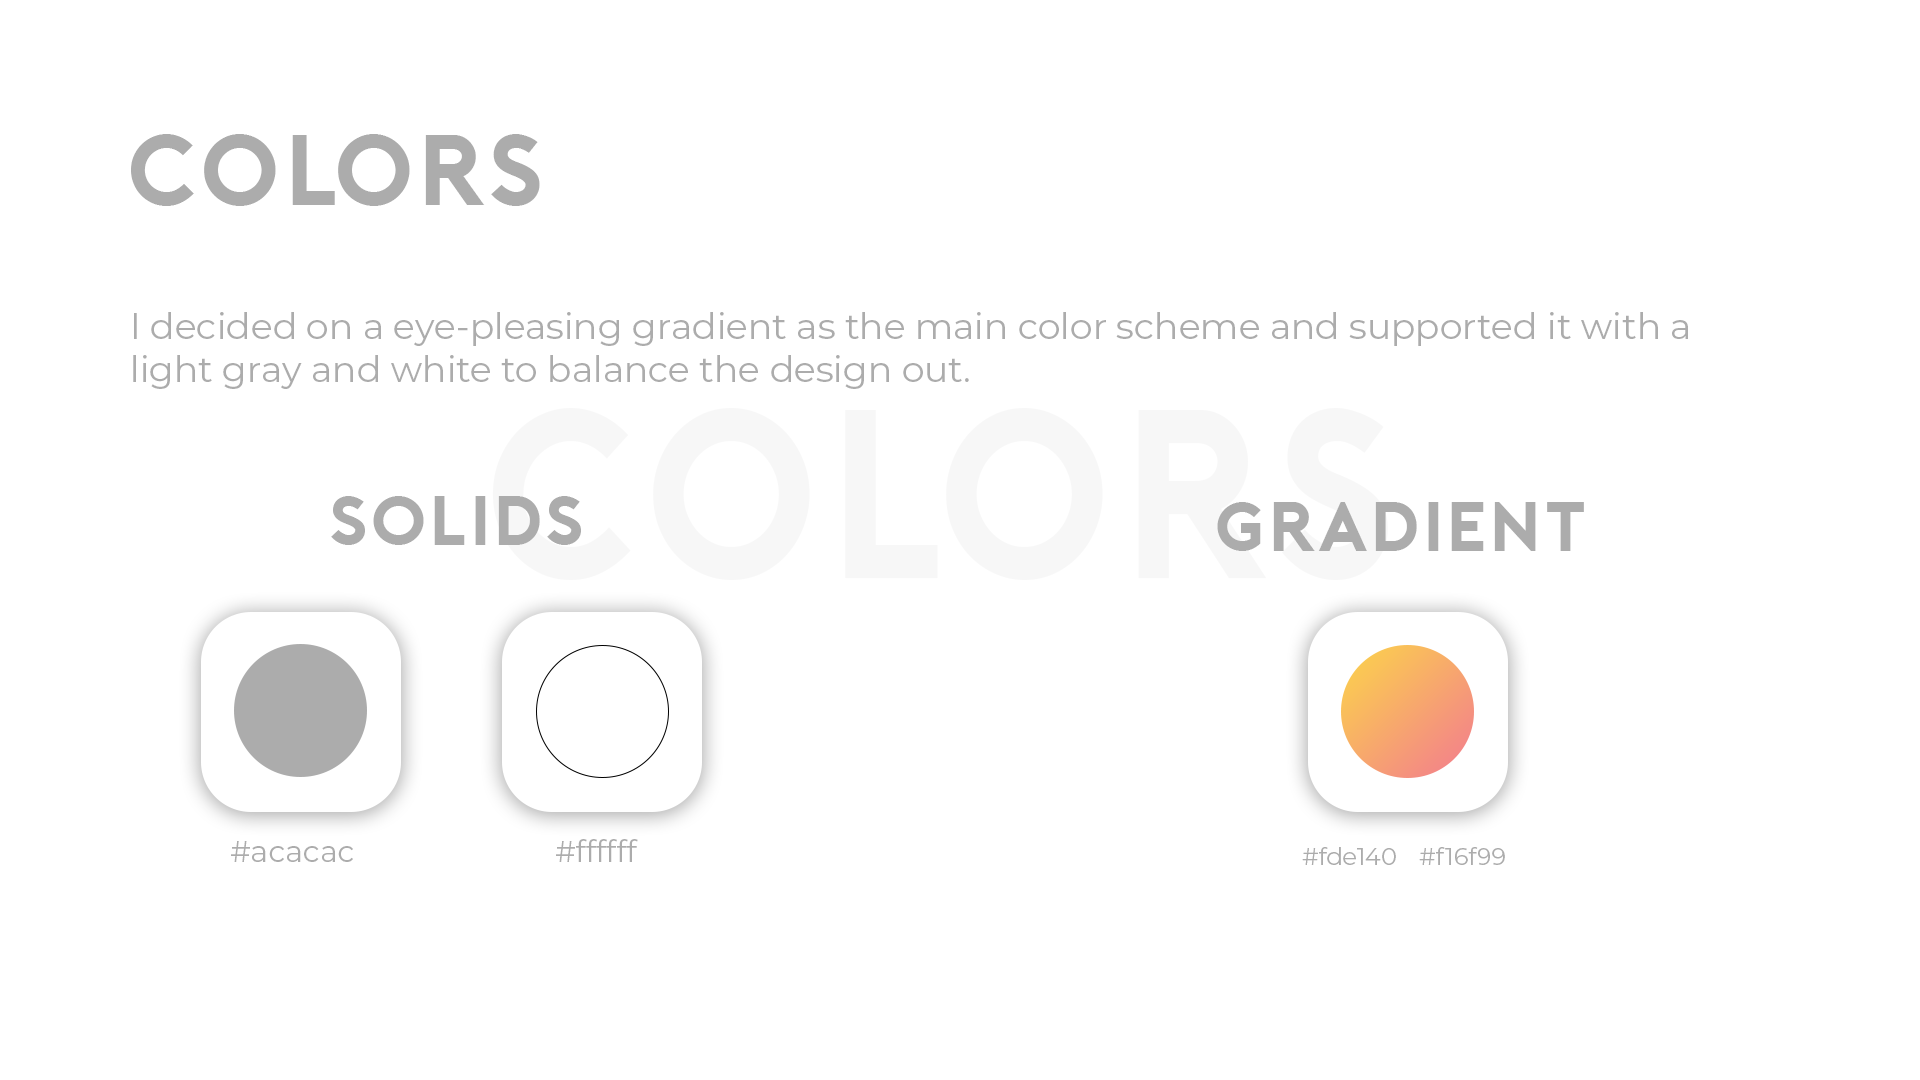 COLORS
I decided on a eye-pleasing gradient as the main color scheme and supported it with a
light gray and white to balance the design out.
COLORS
SOLIDS
GRADIENT
#acacac
#ffffff
#fde140 #f16f99